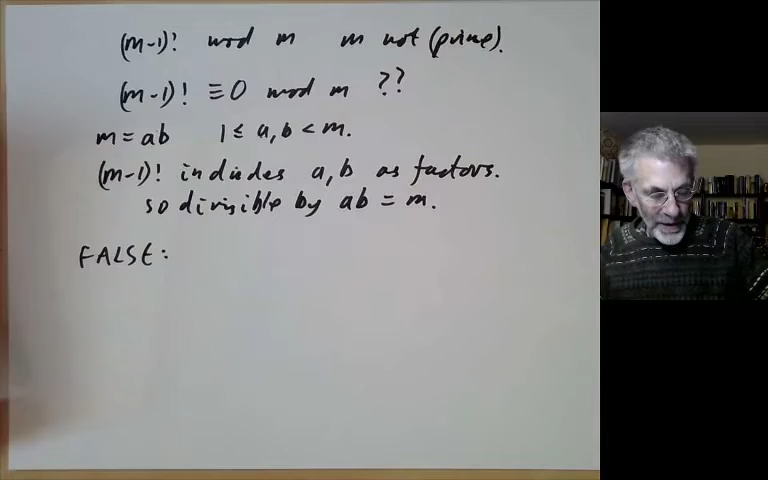 (m-1)! mod m m not (prime).
(m-1)! ≡0 mod m ??
m = ab 1 ≤ a, b < m.
(m-1)! includes a, b as factors.
so divisible by ab = m.
FALSE: